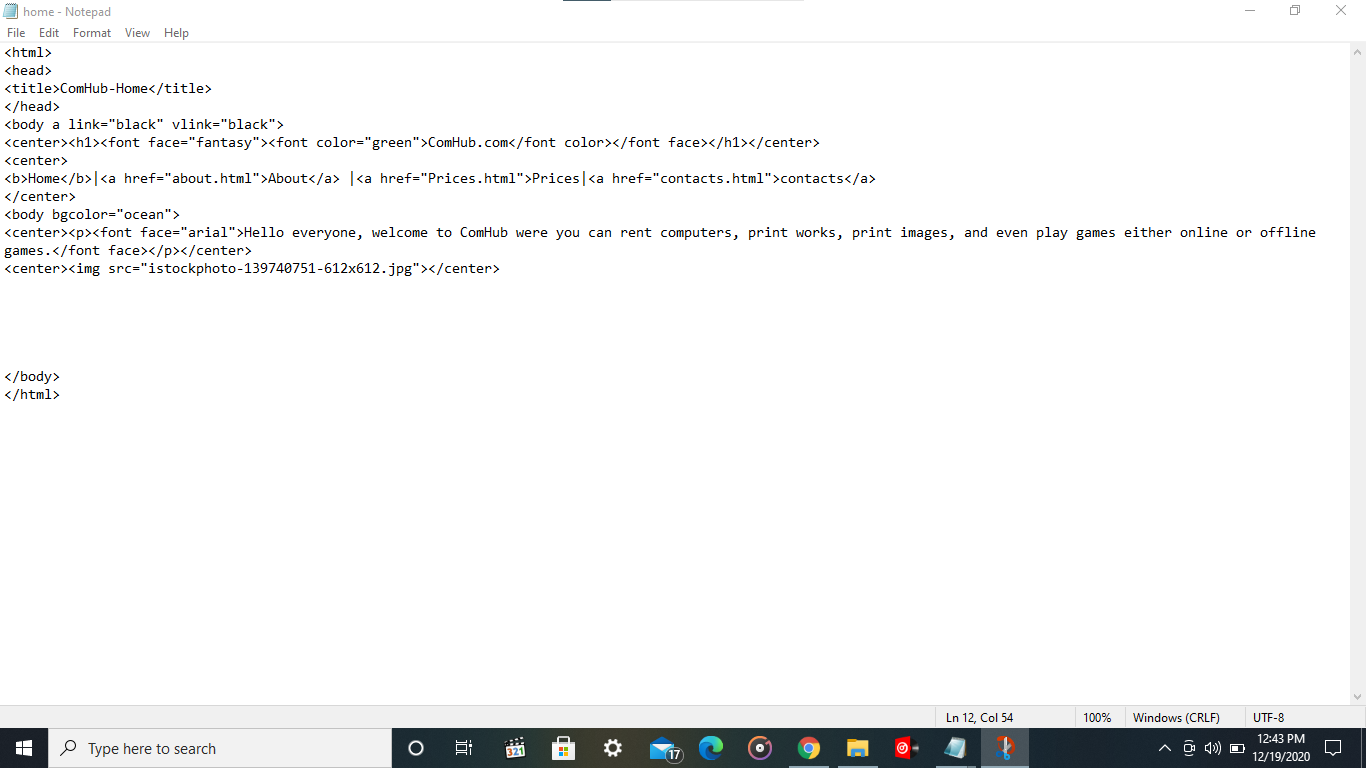 home - Notepad
File Edit Format View Help
<html>
<head>
<title>ComHub-Home</title>
</head>
<body a link="black" vlink="black">
<center><h1><font face="fantasy"><font color="green">ComHub.com</font color></font face></h1></center>
<center>
<b>Home</b>|<a href="about.html">About</a> |<a href="Prices.html">Prices|<a href="contacts.html">contacts</a>
</center>
<body bgcolor="ocean">
<center><p><font face="arial">Hello everyone, welcome to ComHub were you can rent computers, print works, print images, and even play games either online or offline
games.</font face></p></center>
<center><img src="istockphoto-139740751-612x612.jpg"></center>
</body>
</html>
Ln 12, Col 54 100% Windows (CRLF) UTF-8
Type here to search
321
17
12:43 PM
12/19/2020